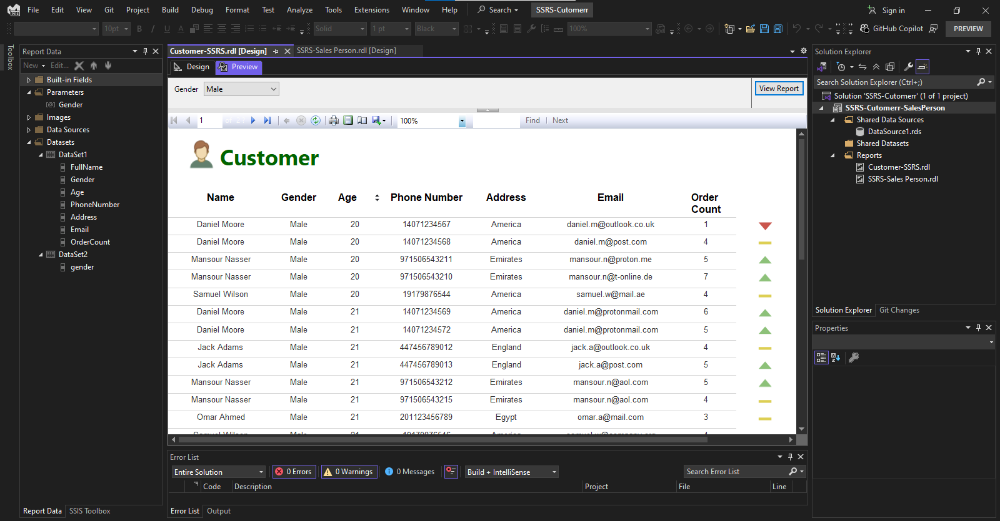 File Edit View Git Project Build Debug Format Test Analyze Tools Extensions Window Help Search SSRS-Cutomerr Sign in
10pt B I U A Solid 1 pt Black 100% GitHub Copilot PREVIEW
Toolbox
Report Data
New Edit...
Built-in Fields
Parameters
Gender
Images
Data Sources
Datasets
DataSet1
FullName
Gender
Age
PhoneNumber
Address
Email
OrderCount
DataSet2
gender
Report Data SSIS Toolbox
Customer-SSRS.rdl [Design] SSRS-Sales Person.rdl [Design]
Design Preview
Gender Male View Report
1 100% Find | Next
Customer
Name Gender Age Phone Number Address Email Order Count
Daniel Moore Male 20 14071234567 America daniel.m@outlook.co.uk 1
Daniel Moore Male 20 14071234568 America daniel.m@post.com 4
Mansour Nasser Male 20 971506543211 Emirates mansour.n@proton.me 5
Mansour Nasser Male 20 971506543210 Emirates mansour.n@t-online.de 7
Samuel Wilson Male 20 19179876544 America samuel.w@mail.ae 4
Daniel Moore Male 21 14071234569 America daniel.m@protonmail.com 6
Daniel Moore Male 21 14071234572 America daniel.m@protonmail.com 5
Jack Adams Male 21 447456789012 England jack.a@outlook.co.uk 4
Jack Adams Male 21 447456789013 England jack.a@post.com 5
Mansour Nasser Male 21 971506543212 Emirates mansour.n@aol.com 5
Mansour Nasser Male 21 971506543215 Emirates mansour.n@aol.com 4
Omar Ahmed Male 21 201123456789 Egypt omar.a@mail.com 3
Samuel Wilson Male 21 19179876546 America samuel.w@company.org 4
Error List
Entire Solution 0 Errors 0 Warnings 0 Messages Build + IntelliSense Search Error List
Code Description Project File Line
Error List Output
Solution Explorer
Search Solution Explorer (Ctrl+;)
Solution 'SSRS-Cutomerr' (1 of 1 project)
SSRS-Cutomerr-SalesPerson
Shared Data Sources
DataSource1.rds
Shared Datasets
Reports
Customer-SSRS.rdl
SSRS-Sales Person.rdl
Solution Explorer Git Changes
Properties